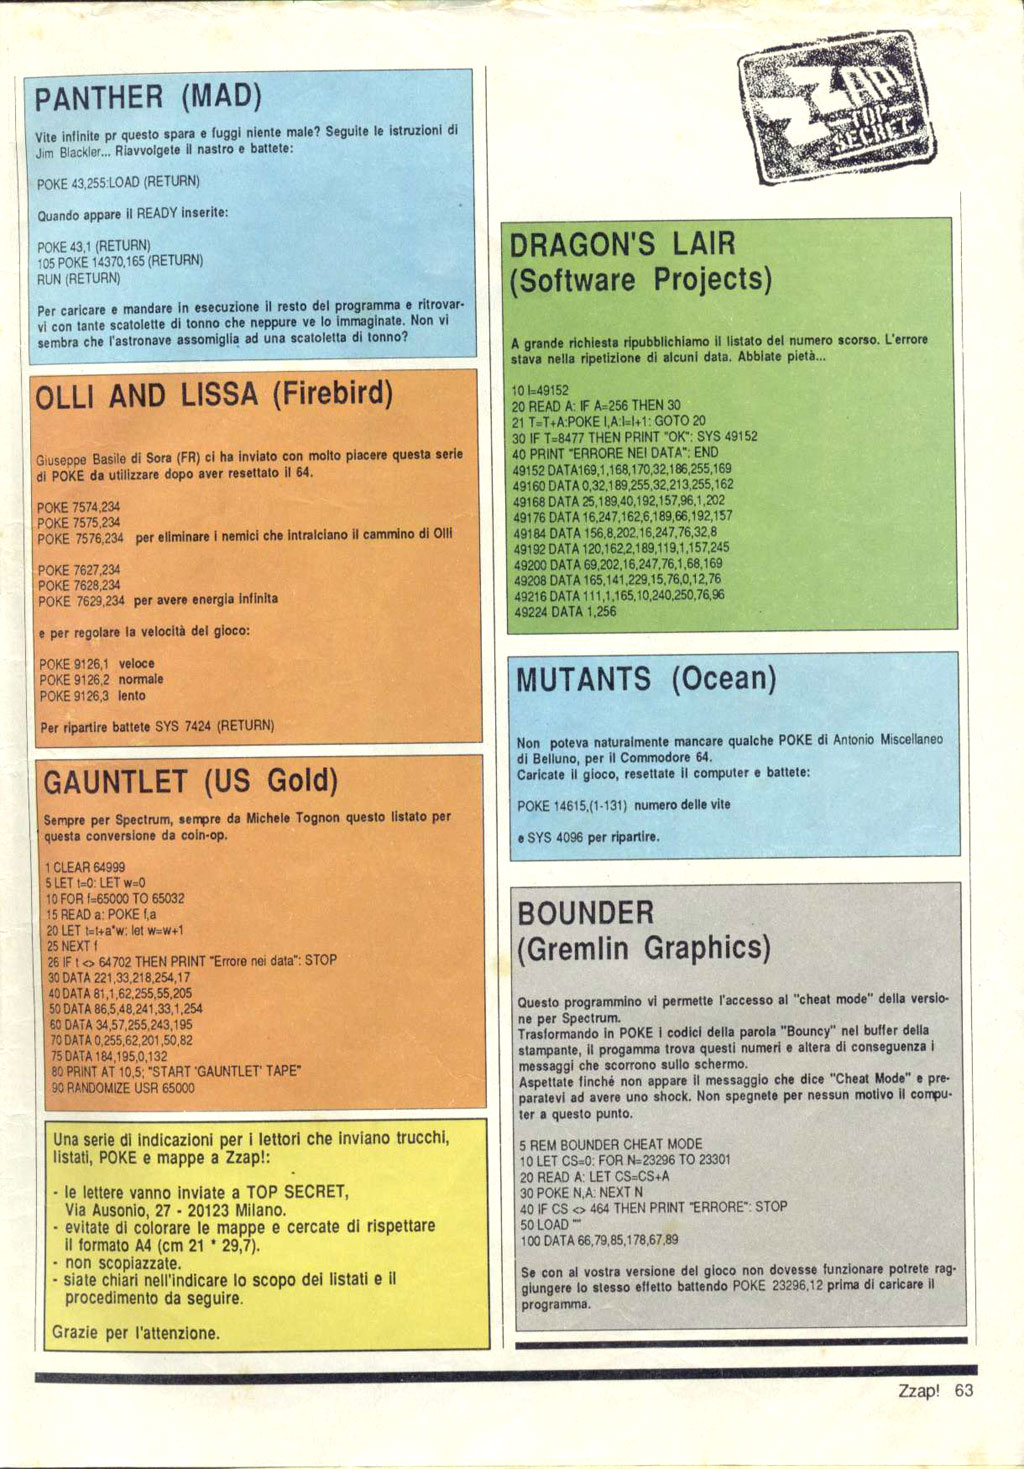 PANTHER (MAD)
Vite infinite pr questo spara e fuggi niente male? Seguite le istruzioni di
Jim Blackler... Riavvolgete il nastro e battete:
POKE 43,255:LOAD (RETURN)
Quando appare il READY inserite:
POKE 43,1 (RETURN)
105 POKE 14370,165 (RETURN)
RUN (RETURN)
Per caricare e mandare in esecuzione il resto del programma e ritrovar-
vi con tante scatolette di tonno che neppure ve lo immaginate. Non vi
sembra che l'astronave assomiglia ad una scatoletta di tonno?
OLLI AND LISSA (Firebird)
Giuseppe Basile di Sora (FR) ci ha inviato con molto piacere questa serie
di POKE da utilizzare dopo aver resettato il 64.
POKE 7574,234
POKE 7575,234
POKE 7576,234 per eliminare i nemici che intralciano il cammino di Olli
POKE 7627,234
POKE 7628,234
POKE 7629,234 per avere energia infinita
e per regolare la velocità del gioco:
POKE 9126,1 veloce
POKE 9126,2 normale
POKE 9126,3 lento
Per ripartire battete SYS 7424 (RETURN)
GAUNTLET (US Gold)
Sempre per Spectrum, sempre da Michele Tognon questo listato per
questa conversione da coin-op.
1 CLEAR 64999
5 LET t=0: LET w=0
10 FOR f=65000 TO 65032
15 READ a: POKE f,a
20 LET t=t+a*w: let w=w+1
25 NEXT f
26 IF t <> 64702 THEN PRINT "Errore nei data": STOP
30 DATA 221,33,218,254,17
40 DATA 81,1,62,255,55,205
50 DATA 86,5,48,241,33,1,254
60 DATA 34,57,255,243,195
70 DATA 0,255,62,201,50,82
75 DATA 184,195,0,132
80 PRINT AT 10,5; "START 'GAUNTLET' TAPE"
90 RANDOMIZE USR 65000
Una serie di indicazioni per i lettori che inviano trucchi,
listati, POKE e mappe a Zzap!:
- le lettere vanno inviate a TOP SECRET,
Via Ausonio, 27 - 20123 Milano.
- evitate di colorare le mappe e cercate di rispettare
il formato A4 (cm 21 * 29,7).
- non scopiazzate.
- siate chiari nell'indicare lo scopo dei listati e il
procedimento da seguire.
Grazie per l'attenzione.
ZZAP!
TOP
SECRET
DRAGON'S LAIR
(Software Projects)
A grande richiesta ripubblichiamo il listato del numero scorso. L'errore
stava nella ripetizione di alcuni data. Abbiate pietà...
10 I=49152
20 READ A: IF A=256 THEN 30
21 T=T+A:POKE I,A:I=I+1: GOTO 20
30 IF T=8477 THEN PRINT "OK": SYS 49152
40 PRINT "ERRORE NEI DATA": END
49152 DATA169,1,168,170,32,186,255,169
49160 DATA 0,32,189,255,32,213,255,162
49168 DATA 25,189,40,192,157,96,1,202
49176 DATA 16,247,162,6,189,66,192,157
49184 DATA 156,8,202,16,247,76,32,8
49192 DATA 120,162,2,189,119,1,157,245
49200 DATA 69,202,16,247,76,1,68,169
49208 DATA 165,141,229,15,76,0,12,76
49216 DATA 111,1,165,10,240,250,76,96
49224 DATA 1,256
MUTANTS (Ocean)
Non poteva naturalmente mancare qualche POKE di Antonio Miscellaneo
di Belluno, per il Commodore 64.
Caricate il gioco, resettate il computer e battete:
POKE 14615,(1-131) numero delle vite
e SYS 4096 per ripartire.
BOUNDER
(Gremlin Graphics)
Questo programmino vi permette l'accesso al "cheat mode" della versio-
ne per Spectrum.
Trasformando in POKE i codici della parola "Bouncy" nel buffer della
stampante, il progamma trova questi numeri e altera di conseguenza i
messaggi che scorrono sullo schermo.
Aspettate finché non appare il messaggio che dice "Cheat Mode" e pre-
paratevi ad avere uno shock. Non spegnete per nessun motivo il compu-
ter a questo punto.
5 REM BOUNDER CHEAT MODE
10 LET CS=0: FOR N=23296 TO 23301
20 READ A: LET CS=CS+A
30 POKE N,A: NEXT N
40 IF CS <> 464 THEN PRINT "ERRORE": STOP
50 LOAD ""
100 DATA 66,79,85,178,67,89
Se con al vostra versione del gioco non dovesse funzionare potrete rag-
giungere lo stesso effetto battendo POKE 23296,12 prima di caricare il
programma.
Zzap! 63